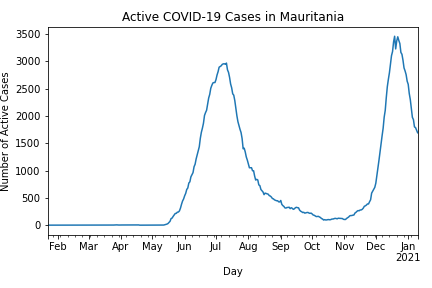 Active COVID-19 Cases in Mauritania
3500
3000
2500
2000
1500
1000
500
0
Number of Active Cases
Feb Mar Apr May Jun Jul Aug Sep Oct Nov Dec Jan
2021
Day